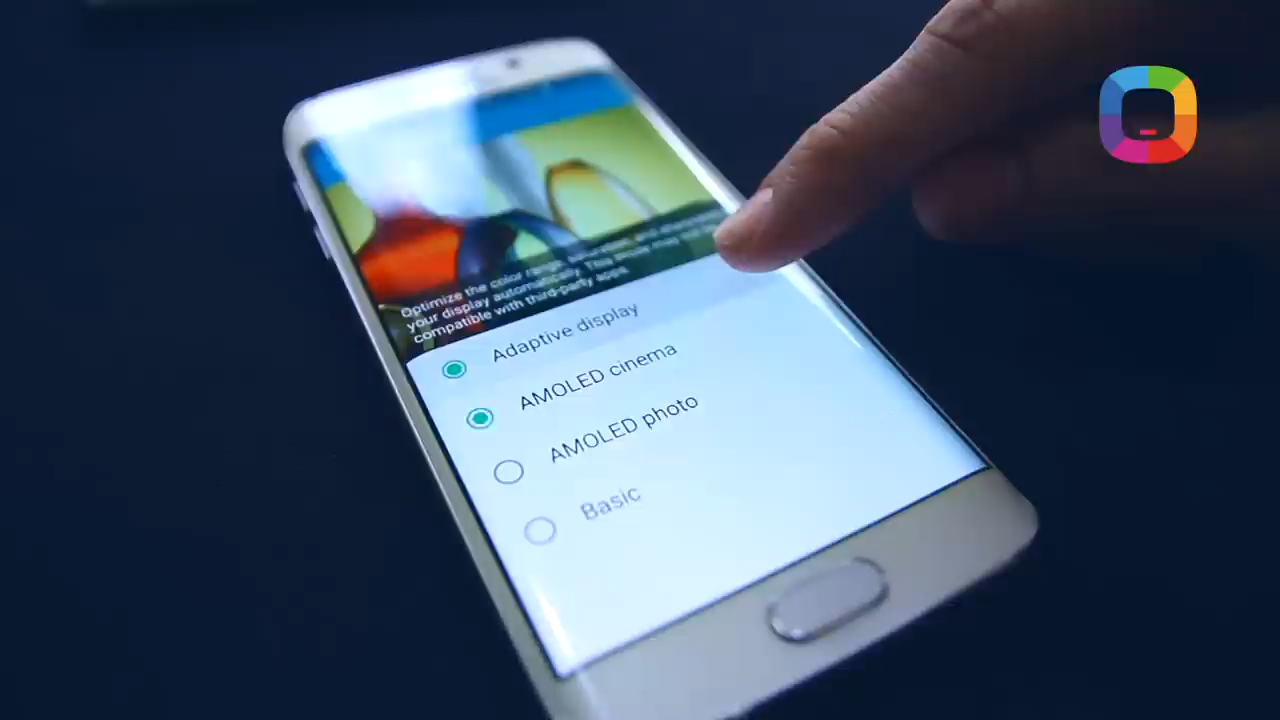 Optimize the color range, saturation, and sharpness
your display automatically. This mode may not be
compatible with third-party apps.
Adaptive display
AMOLED cinema
AMOLED photo
Basic